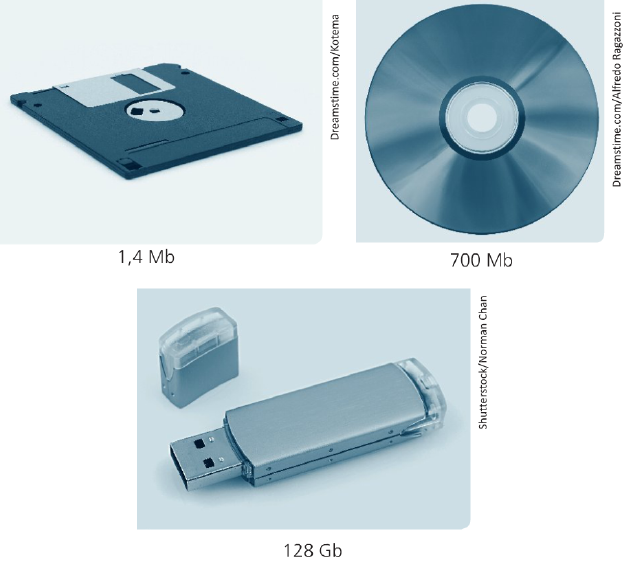 Dreamstime.com/Kotema
Dreamstime.com/Alfredo Ragazzoni
1,4 Mb
700 Mb
Shutterstock/Norman Chan
128 Gb